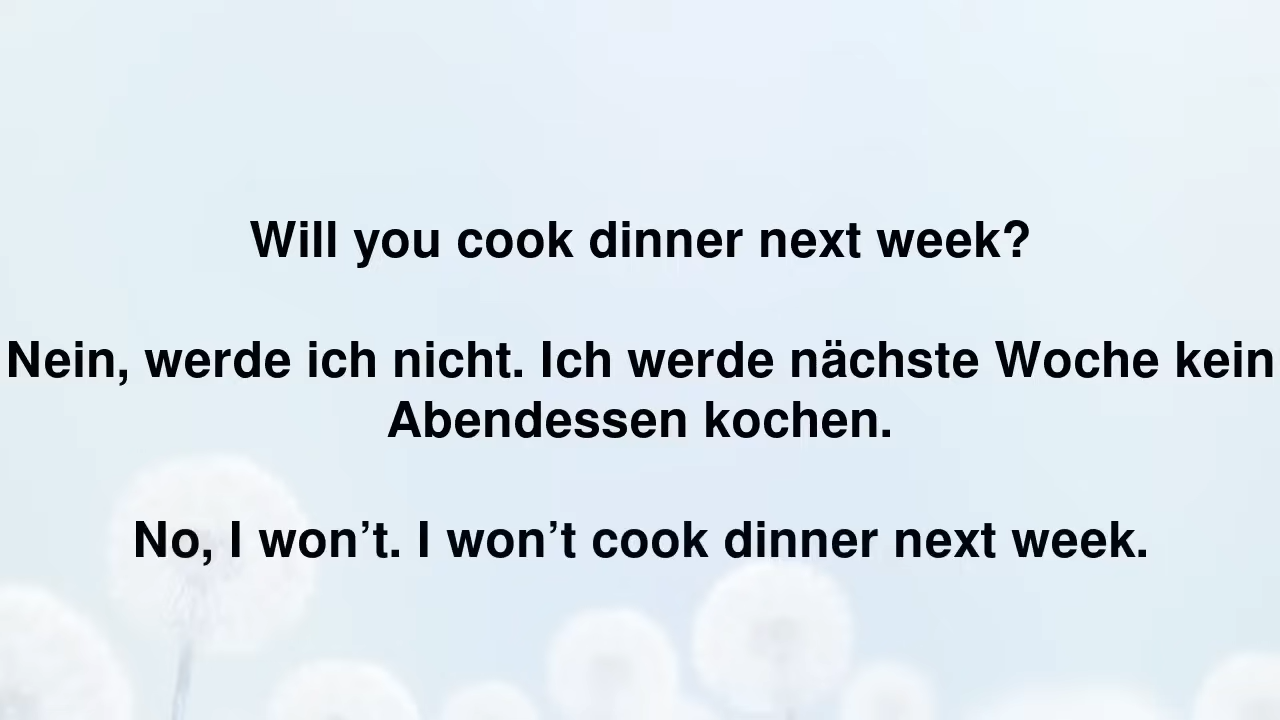 Will you cook dinner next week?
Nein, werde ich nicht. Ich werde nächste Woche kein
Abendessen kochen.
No, I won’t. I won’t cook dinner next week.